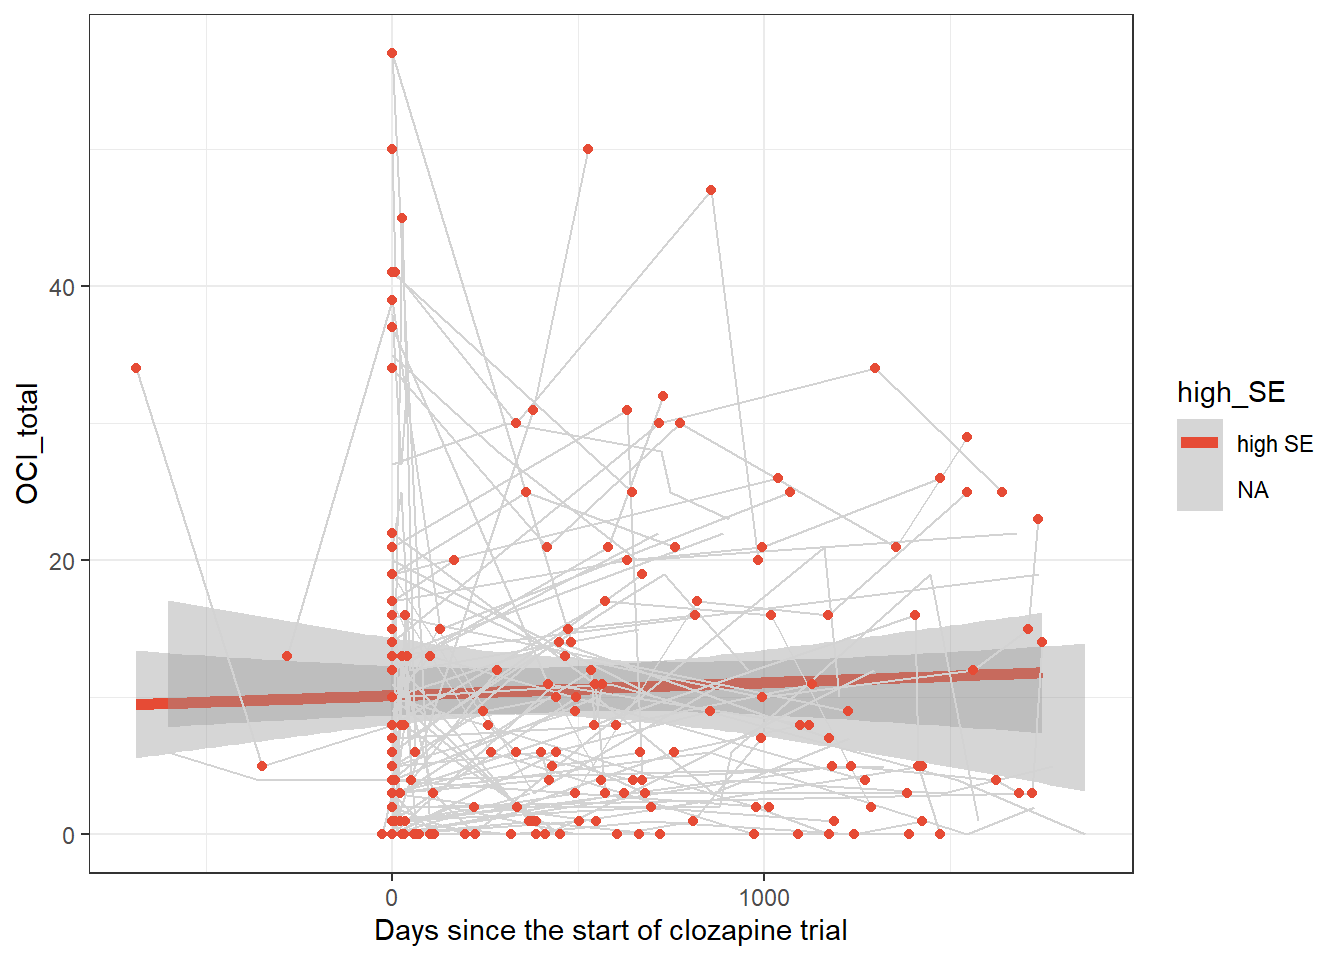 OCI_total
40
20
0
0
1000
Days since the start of clozapine trial
high_SE
high SE
NA